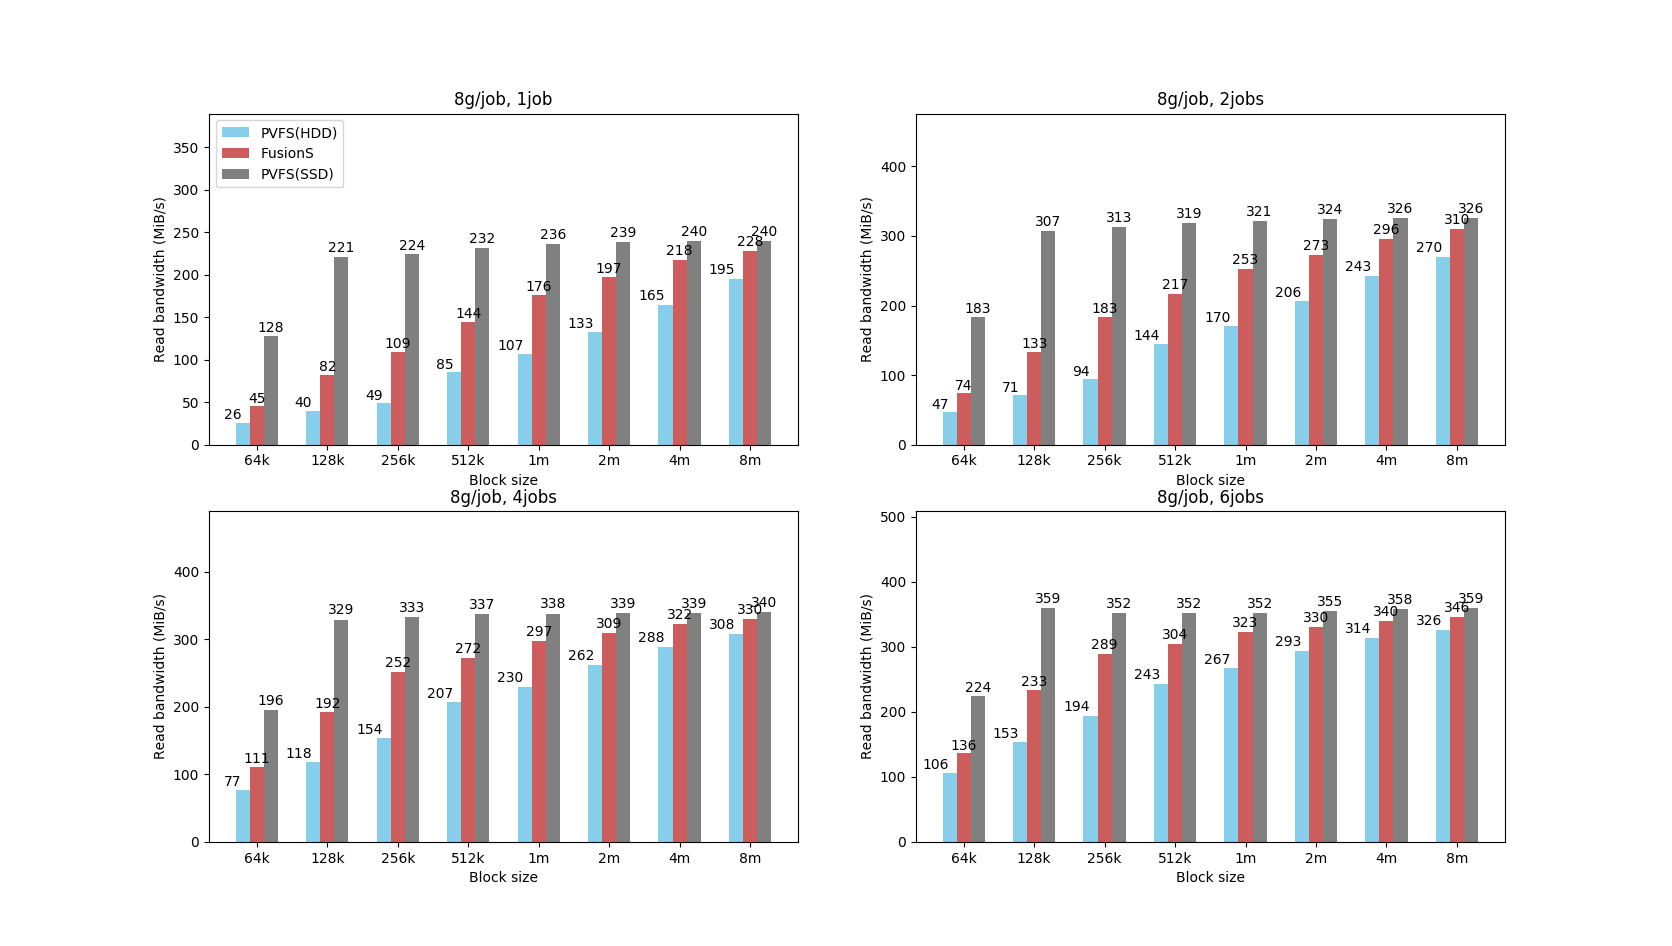 8g/job, 1job
PVFS(HDD)
FusionS
PVFS(SSD)
Read bandwidth (MiB/s)
350
300
250
200
150
100
50
0
26 45 128 40 82 221 49 109 224 85 144 232 107 176 236 133 197 239 165 218 240 195 228 240
64k 128k 256k 512k 1m 2m 4m 8m
Block size
8g/job, 2jobs
Read bandwidth (MiB/s)
400
300
200
100
0
47 74 183 71 133 307 94 183 313 144 217 319 170 253 321 206 273 324 243 296 326 270 310 326
64k 128k 256k 512k 1m 2m 4m 8m
Block size
8g/job, 4jobs
Read bandwidth (MiB/s)
400
300
200
100
0
77 111 196 118 192 329 154 252 333 207 272 337 230 297 338 262 309 339 288 322 339 308 330 340
64k 128k 256k 512k 1m 2m 4m 8m
Block size
8g/job, 6jobs
Read bandwidth (MiB/s)
500
400
300
200
100
0
106 136 224 153 233 359 194 289 352 243 304 352 267 323 352 293 330 355 314 340 358 326 346 359
64k 128k 256k 512k 1m 2m 4m 8m
Block size